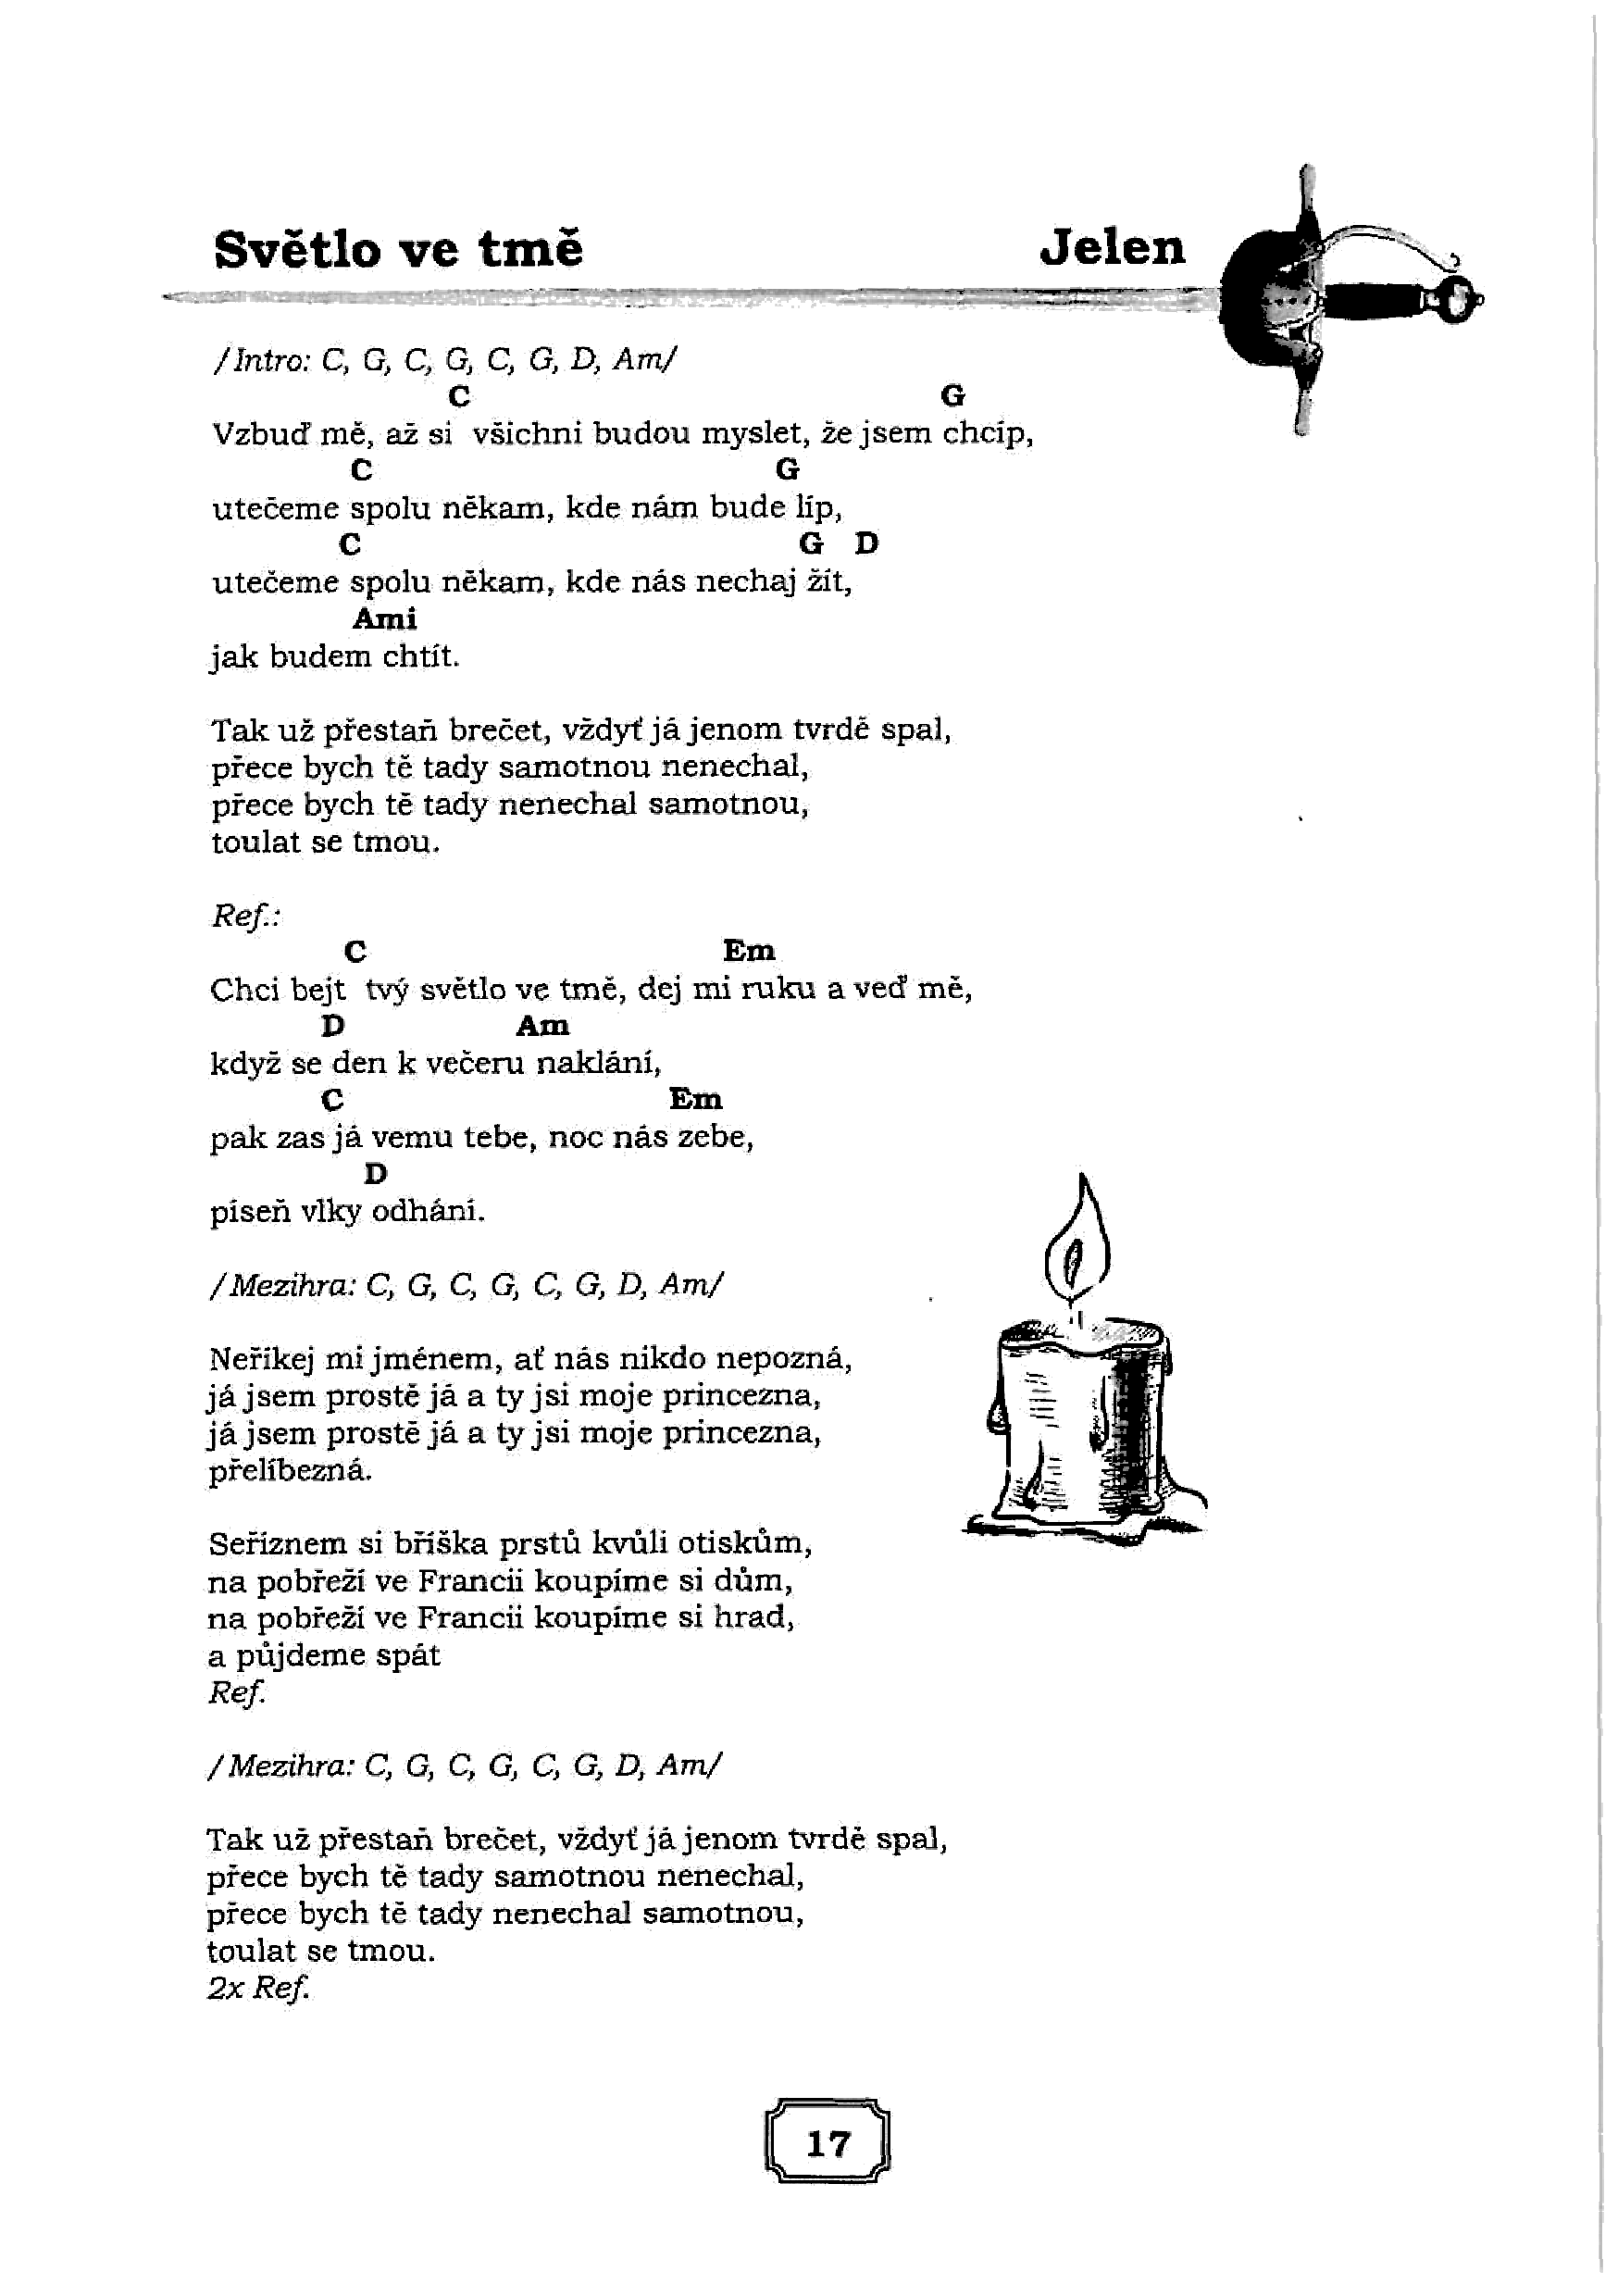 Světlo ve tmě Jelen
/Intro: C, G, C, G, C, G, D, Am/
C G
Vzbuď mě, až si všichni budou myslet, že jsem chcíp,
C G
utečeme spolu někam, kde nám bude líp,
C G D
utečeme spolu někam, kde nás nechaj žít,
Ami
jak budem chtít.
Tak už přestaň brečet, vždyť já jenom tvrdě spal,
přece bych tě tady samotnou nenechal,
přece bych tě tady nenechal samotnou,
toulat se tmou.
Ref.:
C Em
Chci bejt tvý světlo ve tmě, dej mi ruku a veď mě,
D Am
když se den k večeru naklání,
C Em
pak zas já vemu tebe, noc nás zebe,
D
píseň vlky odhání.
/Mezihra: C, G, C, G, C, G, D, Am/
Neříkej mi jménem, ať nás nikdo nepozná,
já jsem prostě já a ty jsi moje princezna,
já jsem prostě já a ty jsi moje princezna,
přelíbezná.
Seříznem si bříška prstů kvůli otiskům,
na pobřeží ve Francii koupíme si dům,
na pobřeží ve Francii koupíme si hrad,
a půjdeme spát
Ref.
/Mezihra: C, G, C, G, C, G, D, Am/
Tak už přestaň brečet, vždyť já jenom tvrdě spal,
přece bych tě tady samotnou nenechal,
přece bych tě tady nenechal samotnou,
toulat se tmou.
2x Ref.
17